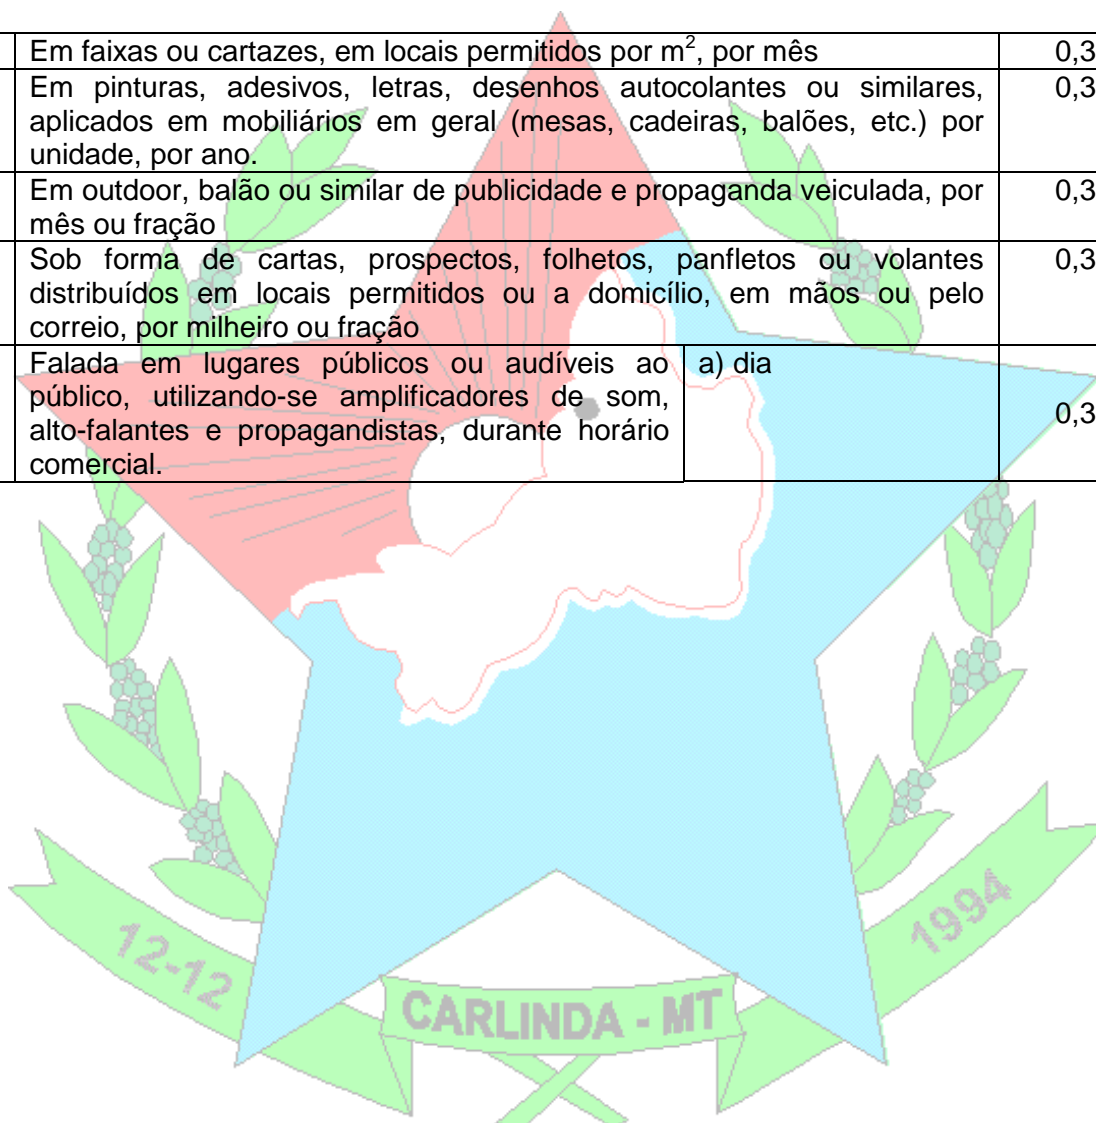 Em faixas ou cartazes, em locais permitidos por m², por mês 0,3
Em pinturas, adesivos, letras, desenhos autocolantes ou similares, 0,3
aplicados em mobiliários em geral (mesas, cadeiras, balões, etc.) por
unidade, por ano.
Em outdoor, balão ou similar de publicidade e propaganda veiculada, por 0,3
mês ou fração
Sob forma de cartas, prospectos, folhetos, panfletos ou volantes 0,3
distribuídos em locais permitidos ou a domicílio, em mãos ou pelo
correio, por milheiro ou fração
Falada em lugares públicos ou audíveis ao a) dia
público, utilizando-se amplificadores de som,
alto-falantes e propagandistas, durante horário 0,3
comercial.
12-12
CARLINDA - MT
1994